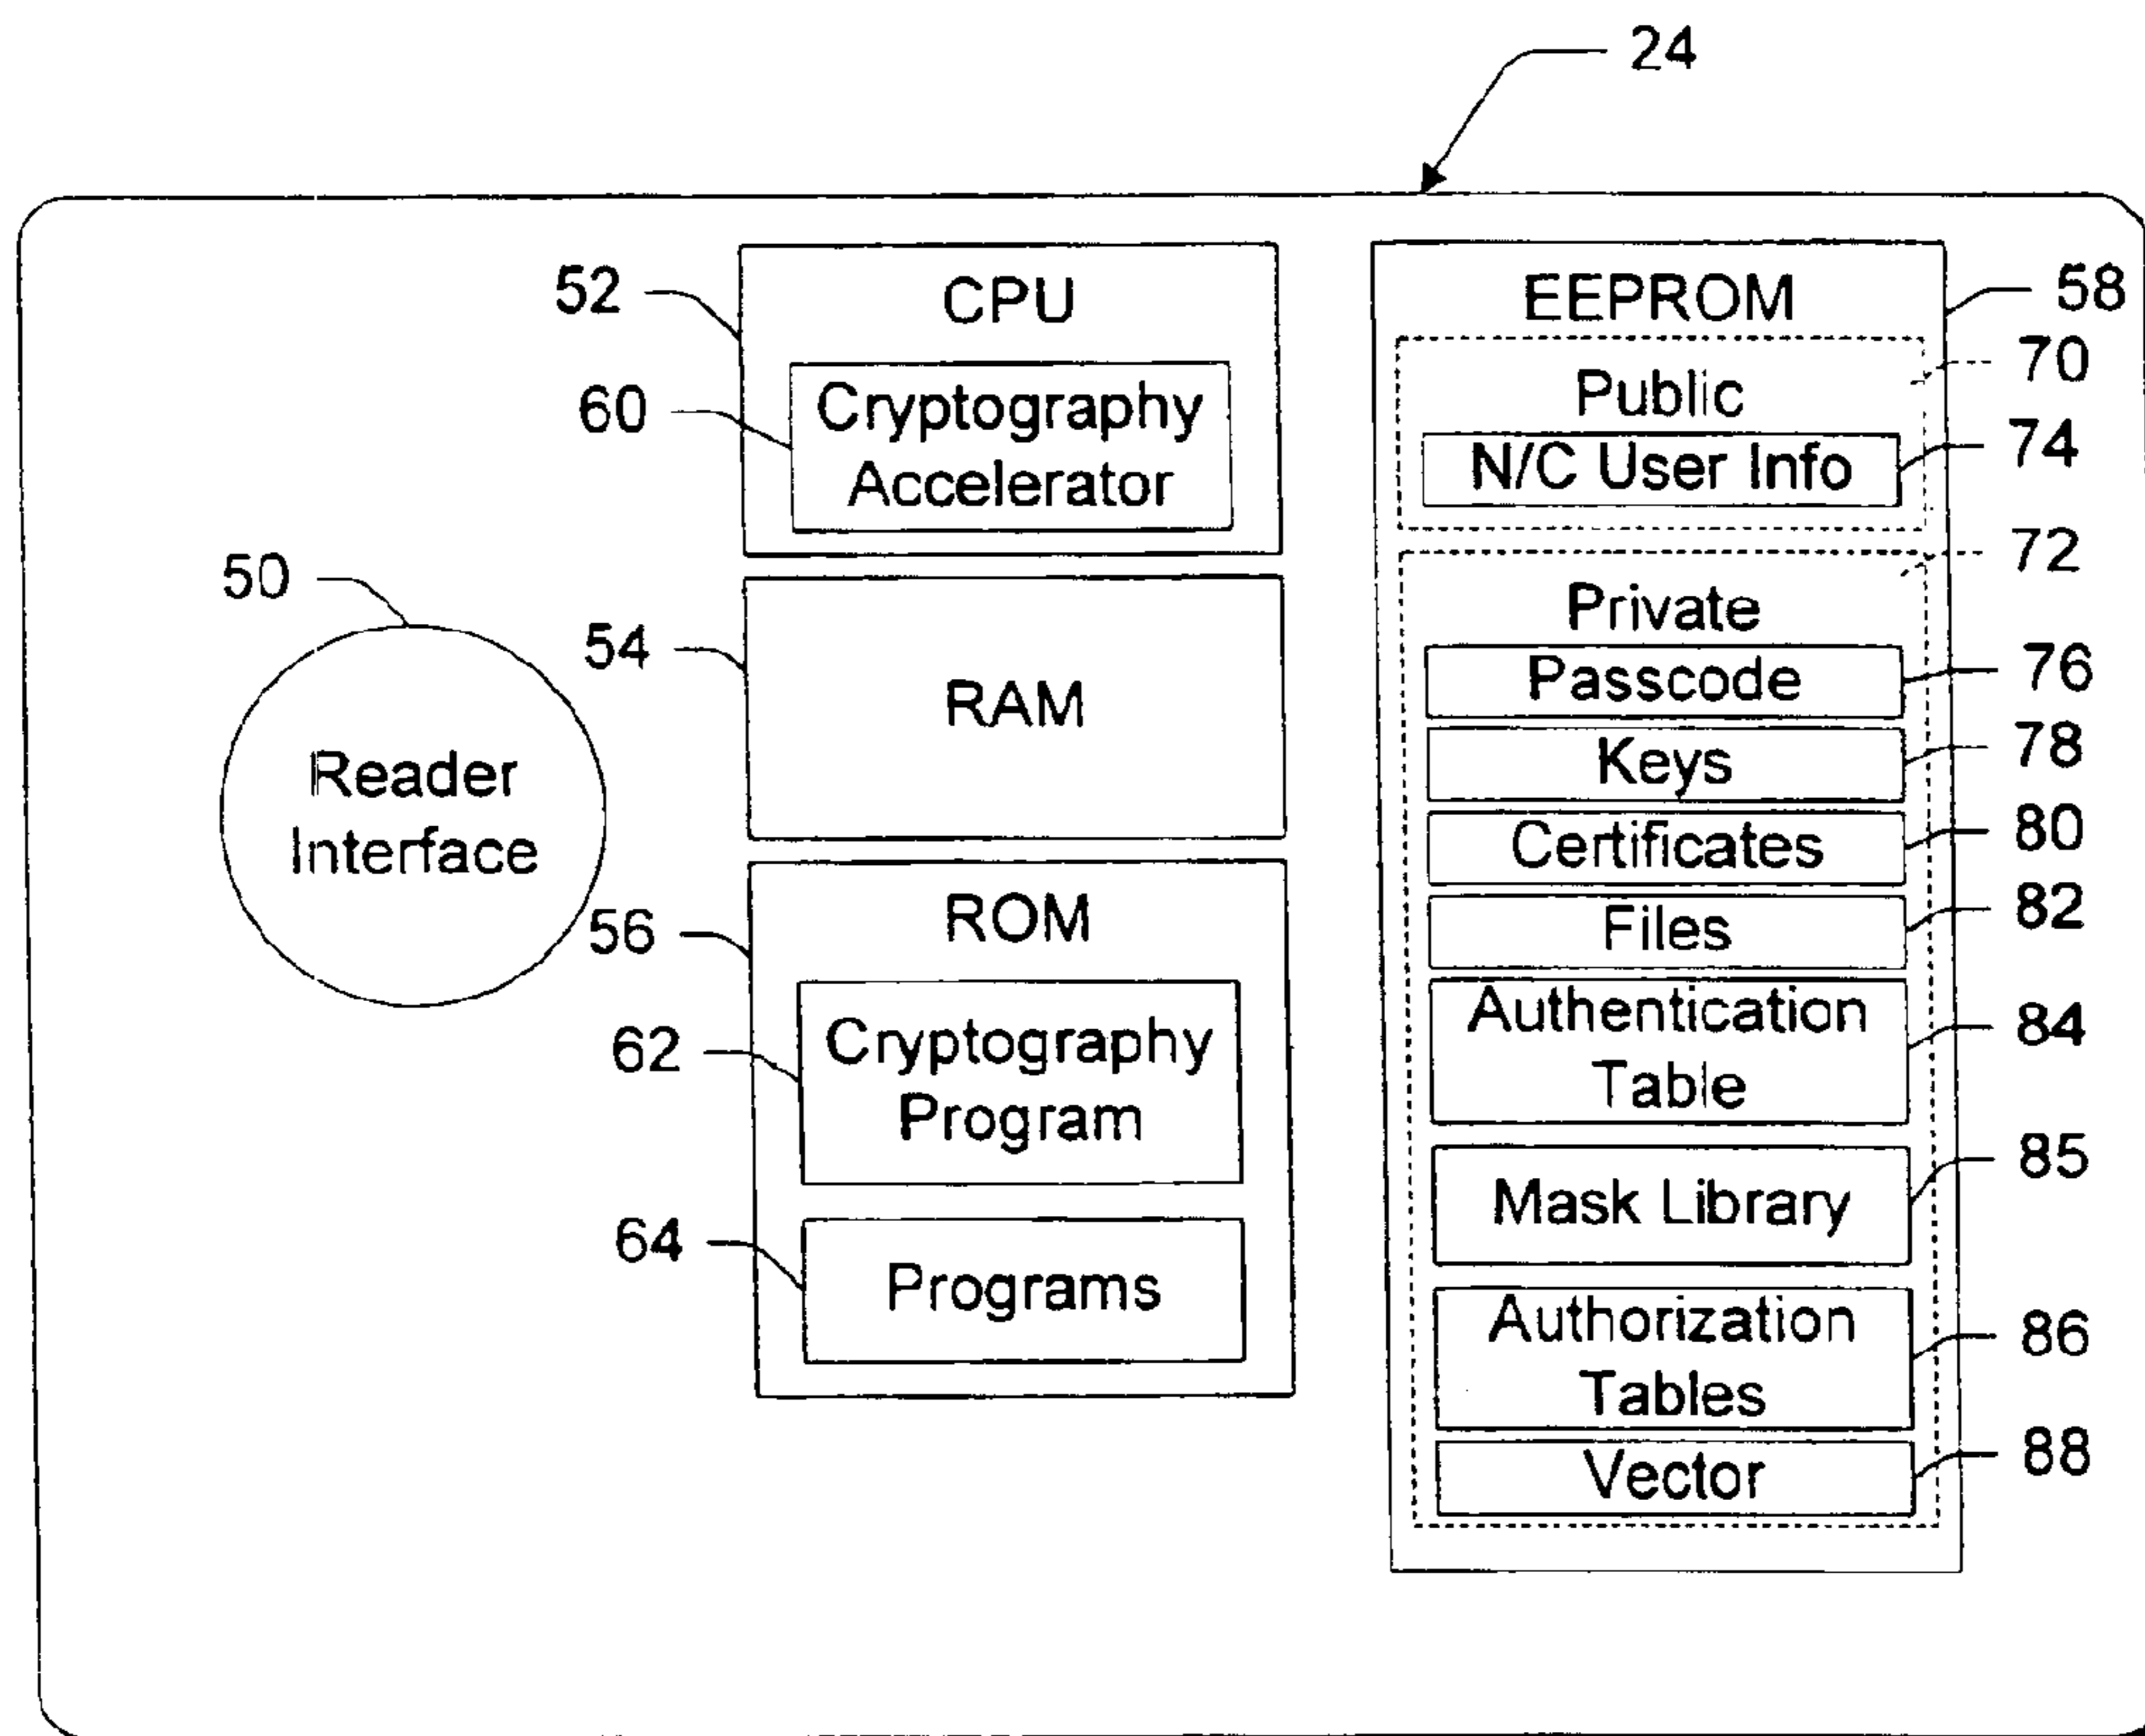 24
52
CPU
60
Cryptography
Accelerator
50
Reader
Interface
54
RAM
56
ROM
62
Cryptography
Program
64
Programs
EEPROM
58
Public
70
N/C User Info
74
72
Private
Passcode
76
Keys
78
Certificates
80
Files
82
Authentication
Table
84
Mask Library
85
Authorization
Tables
86
Vector
88